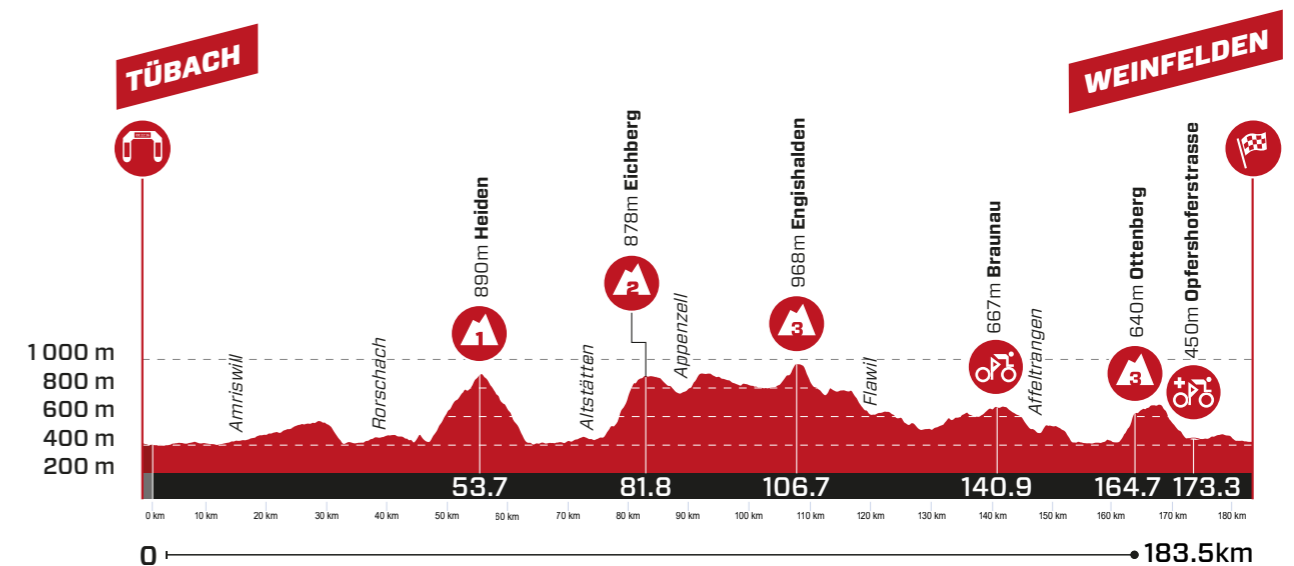 TÜBACH
WEINFELDEN
890m Heiden
878m Eichberg
968m Engishalden
667m Braunau
640m Ottenberg
450m Opfershoferstrasse
1
2
3
3
Amriswill
Rorschach
Altstätten
Appenzell
Flawil
Affeltrangen
1000 m
800 m
600 m
400 m
200 m
53.7 81.8 106.7 140.9 164.7 173.3
0 km 10 km 20 km 30 km 40 km 50 km 60 km 70 km 80 km 90 km 100 km 110 km 120 km 130 km 140 km 150 km 160 km 170 km 180 km
0 183.5km